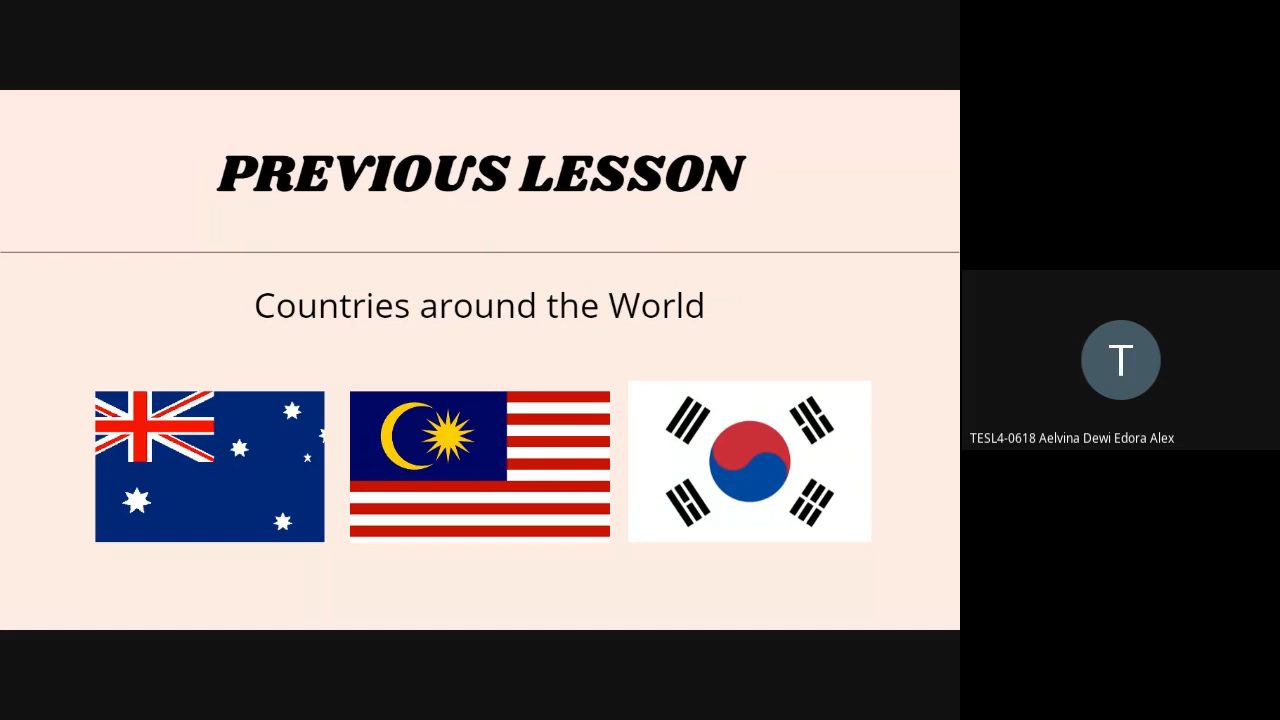 PREVIOUS LESSON
Countries around the World
T
TESL4-0618 Aelvina Dewi Edora Alex